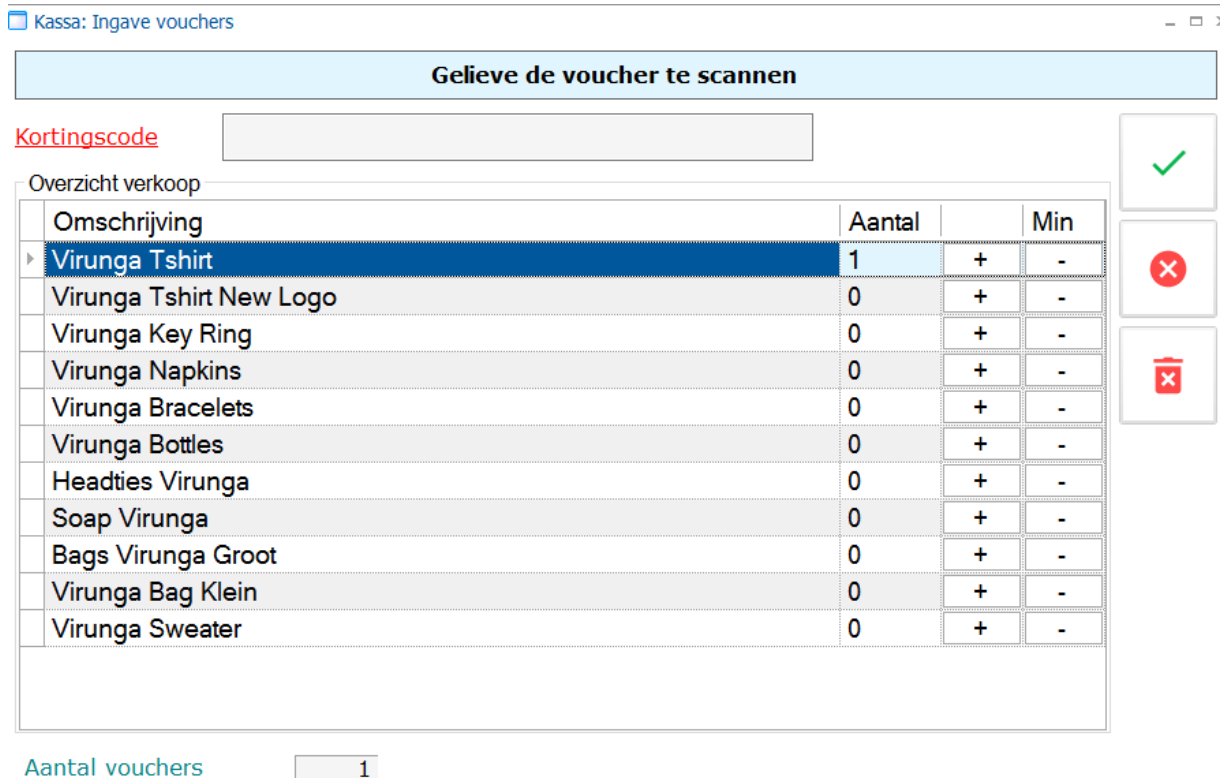 Kassa: Ingave vouchers
Gelieve de voucher te scannen
Kortingscode
Overzicht verkoop
Omschrijving Aantal Min
Virunga Tshirt 1 + -
Virunga Tshirt New Logo 0 + -
Virunga Key Ring 0 + -
Virunga Napkins 0 + -
Virunga Bracelets 0 + -
Virunga Bottles 0 + -
Headties Virunga 0 + -
Soap Virunga 0 + -
Bags Virunga Groot 0 + -
Virunga Bag Klein 0 + -
Virunga Sweater 0 + -
Aantal vouchers 1